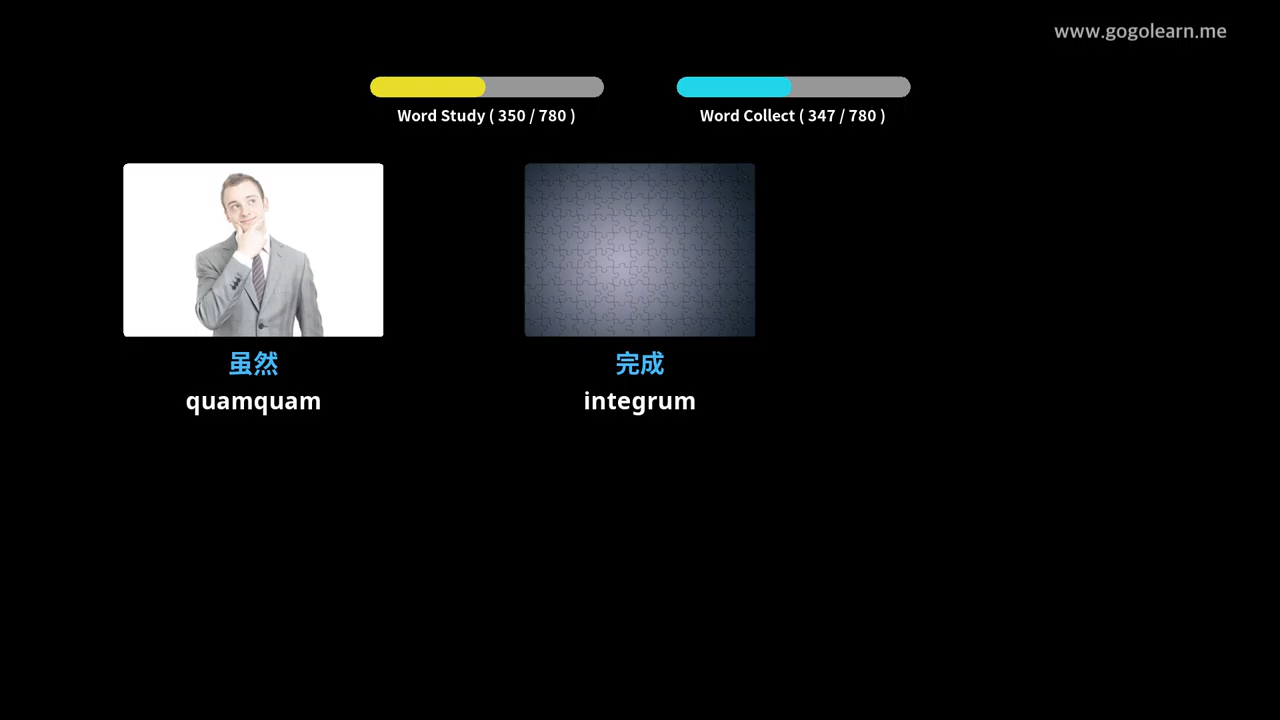 www.gogolearn.me
Word Study ( 350 / 780 )
Word Collect ( 347 / 780 )
虽然
quamquam
完成
integrum